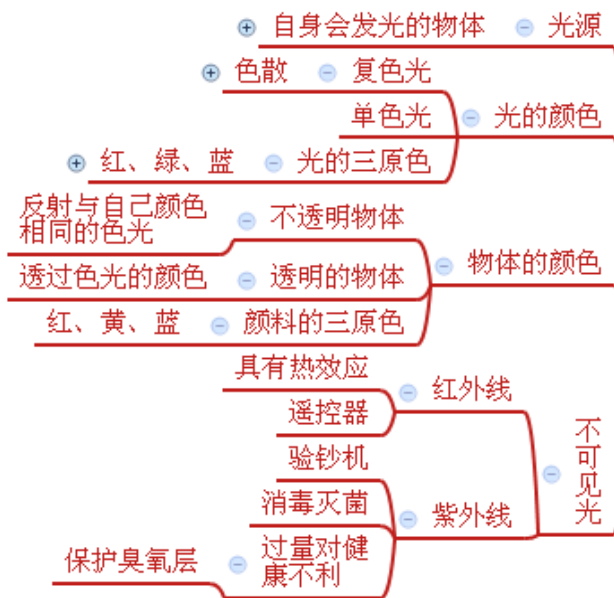 自身会发光的物体 光源
色散 复色光
单色光 光的颜色
红、绿、蓝 光的三原色
反射与自己颜色
相同的色光
不透明物体
透过色光的颜色 透明的物体 物体的颜色
红、黄、蓝 颜料的三原色
具有热效应 红外线
遥控器
验钞机
消毒灭菌 紫外线
保护臭氧层
过量对健
康不利
不可见光